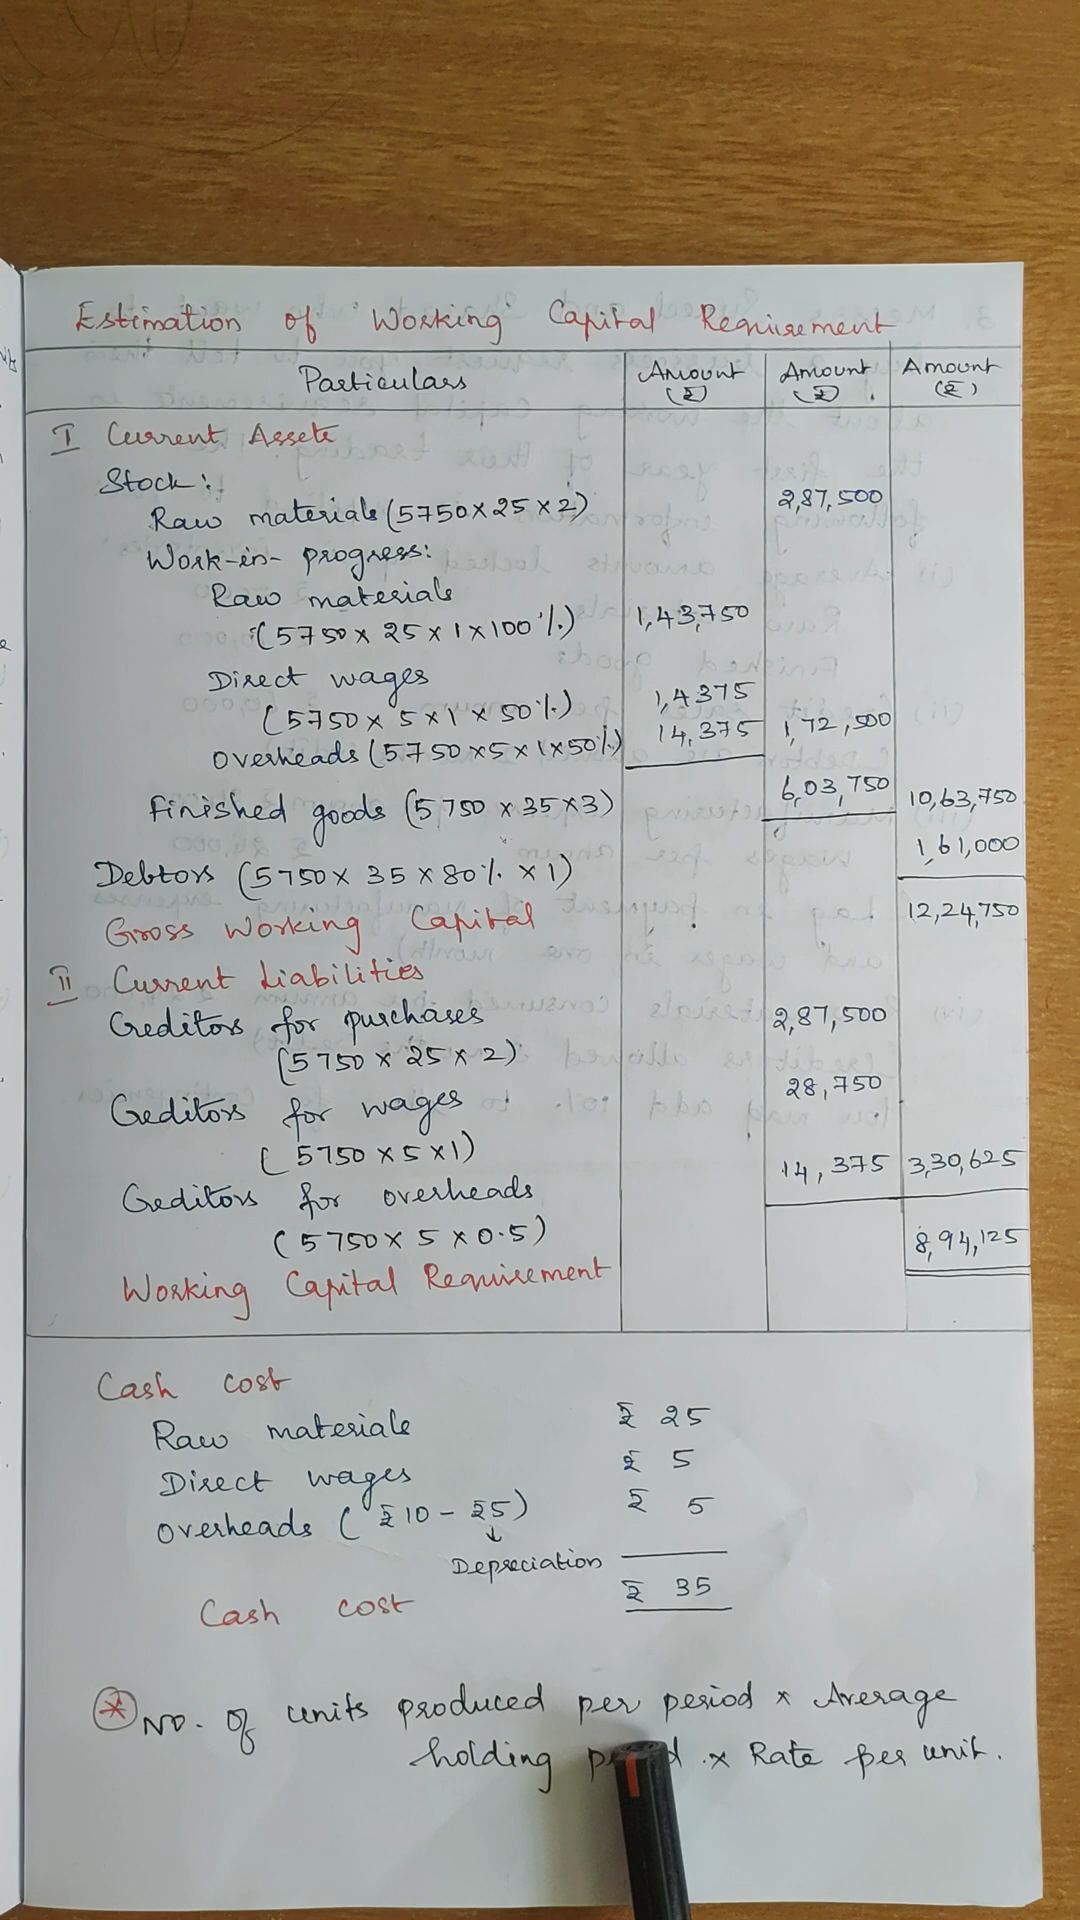 Estimation of Working Capital Requirement
Particulars Amount (₹) Amount (₹) Amount (₹)
I Current Assets
Stock:
Raw materials (5750 x 25 x 2) 2,87,500
Work-in-progress:
Raw materials
(5750 x 25 x 1 x 100%) 1,43,750
Direct wages
(5750 x 5 x 1 x 50%) 1,4375
Overheads (5750 x 5 x 1 x 50%) 14,375 1,72,500
Finished goods (5750 x 35 x 3) 6,03,750 10,63,750
Debtors (5750 x 35 x 80% x 1) 1,61,000
Gross Working Capital 12,24,750
II Current Liabilities
Creditors for purchases
(5750 x 25 x 2) 2,87,500
Creditors for wages
(5750 x 5 x 1) 28,750
Creditors for overheads
(5750 x 5 x 0.5) 14,375 3,30,625
Working Capital Requirement 8,94,125
Cash cost
Raw materials ₹ 25
Direct wages ₹ 5
Overheads (₹10 - ₹5) ₹ 5
↓
Depreciation
Cash cost ₹ 35
* No. of units produced per period x Average
holding x Rate per unit.